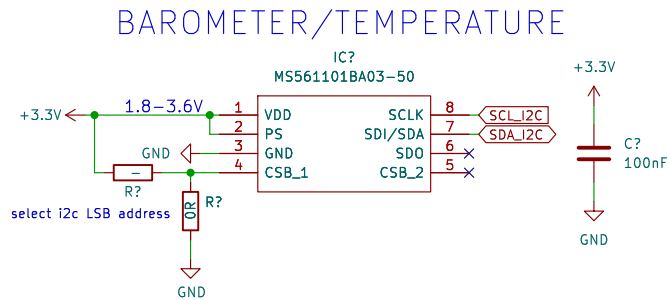 BAROMETER/TEMPERATURE
IC?
MS561101BA03-50
+3.3V
1.8-3.6V
1 VDD
2 PS
3 GND
4 CSB_1
SCLK 8 SCL_I2C
SDI/SDA 7 SDA_I2C
SDO 6
CSB_2 5
GND
-
R?
select i2c LSB address
0R
R?
GND
+3.3V
C?
100nF
GND